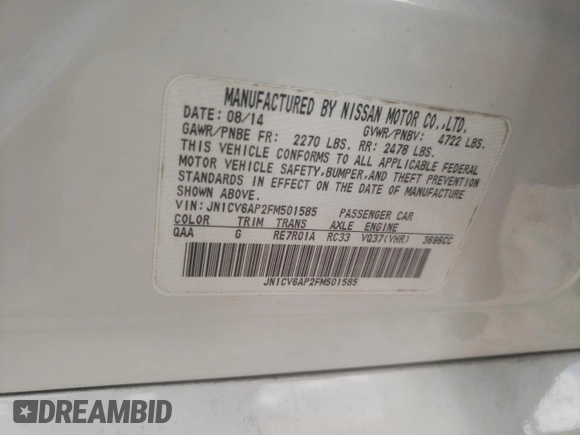 MANUFACTURED BY NISSAN MOTOR CO.,LTD.
DATE: 08/14 GVWR/PNBV: 4722 LBS.
GAWR/PNBE FR: 2270 LBS. RR: 2478 LBS.
THIS VEHICLE CONFORMS TO ALL APPLICABLE FEDERAL
MOTOR VEHICLE SAFETY,BUMPER,AND THEFT PREVENTION
STANDARDS IN EFFECT ON THE DATE OF MANUFACTURE
SHOWN ABOVE.
VIN: JN1CV6AP2FM501585 PASSENGER CAR
COLOR TRIM TRANS AXLE ENGINE
QAA G RE7R01A RC33 VQ37(VHR) 3696CC
JN1CV6AP2FM501585
DREAMBID